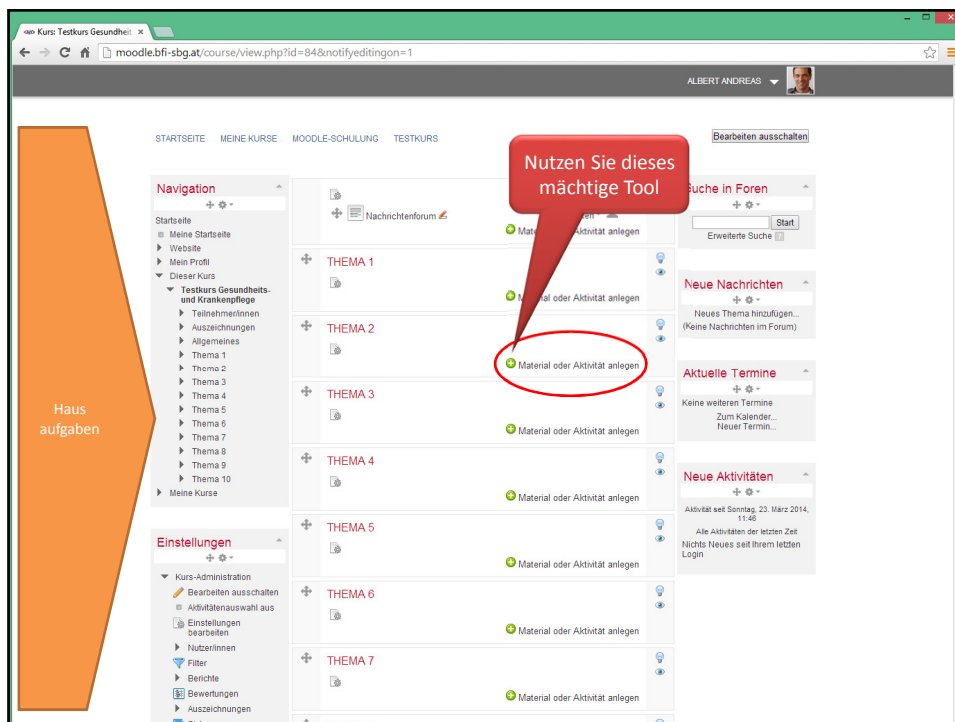 Kurs: Testkurs Gesundheit
moodle.bfi-sbg.at/course/view.php?id=84&notifyeditingon=1
ALBERT ANDREAS
STARTSEITE MEINE KURSE MOODLE-SCHULUNG TESTKURS
Bearbeiten ausschalten
Nutzen Sie dieses
mächtige Tool
Haus
aufgaben
Navigation
Startseite
Meine Startseite
Website
Mein Profil
Dieser Kurs
Testkurs Gesundheits-
und Krankenpflege
Teilnehmer/innen
Auszeichnungen
Allgemeines
Thema 1
Thema 2
Thema 3
Thema 4
Thema 5
Thema 6
Thema 7
Thema 8
Thema 9
Thema 10
Meine Kurse
Einstellungen
Kurs-Administration
Bearbeiten ausschalten
Aktivitätenauswahl aus
Einstellungen
bearbeiten
Nutzer/innen
Filter
Berichte
Bewertungen
Auszeichnungen
Nachrichtenforum
Material oder Aktivität anlegen
THEMA 1
Material oder Aktivität anlegen
THEMA 2
Material oder Aktivität anlegen
THEMA 3
Material oder Aktivität anlegen
THEMA 4
Material oder Aktivität anlegen
THEMA 5
Material oder Aktivität anlegen
THEMA 6
Material oder Aktivität anlegen
THEMA 7
Material oder Aktivität anlegen
Suche in Foren
Start
Erweiterte Suche
Neue Nachrichten
Neues Thema hinzufügen...
(Keine Nachrichten im Forum)
Aktuelle Termine
Keine weiteren Termine
Zum Kalender...
Neuer Termin...
Neue Aktivitäten
Aktivität seit Sonntag, 23. März 2014,
11:46
Alle Aktivitäten der letzten Zeit
Nichts Neues seit Ihrem letzten
Login